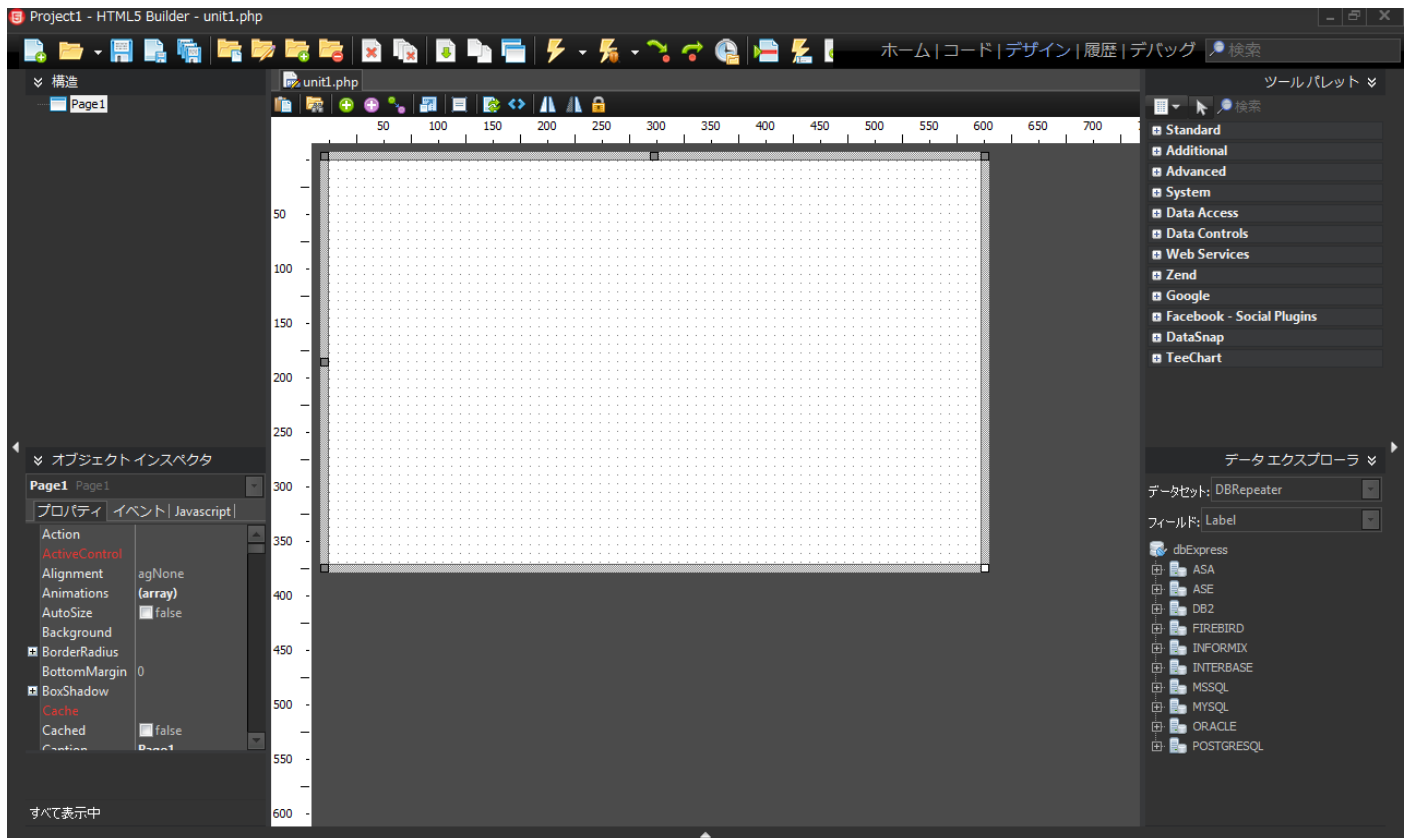 Project1 - HTML5 Builder - unit1.php
ホーム | コード | デザイン | 履歴 | デバッグ 検索
構造
Page1
unit1.php
50 100 150 200 250 300 350 400 450 500 550 600 650 700
50
100
150
200
250
300
350
400
450
500
550
600
ツール パレット
検索
Standard
Additional
Advanced
System
Data Access
Data Controls
Web Services
Zend
Google
Facebook - Social Plugins
DataSnap
TeeChart
オブジェクト インスペクタ
Page1 Page1
プロパティ イベント | Javascript |
Action
ActiveControl
Alignment agNone
Animations (array)
AutoSize false
Background
BorderRadius
BottomMargin 0
BoxShadow
Cache
Cached false
Caption Page1
すべて表示中
データ エクスプローラ
データセット: DBRepeater
フィールド: Label
dbExpress
ASA
ASE
DB2
FIREBIRD
INFORMIX
INTERBASE
MSSQL
MYSQL
ORACLE
POSTGRESQL